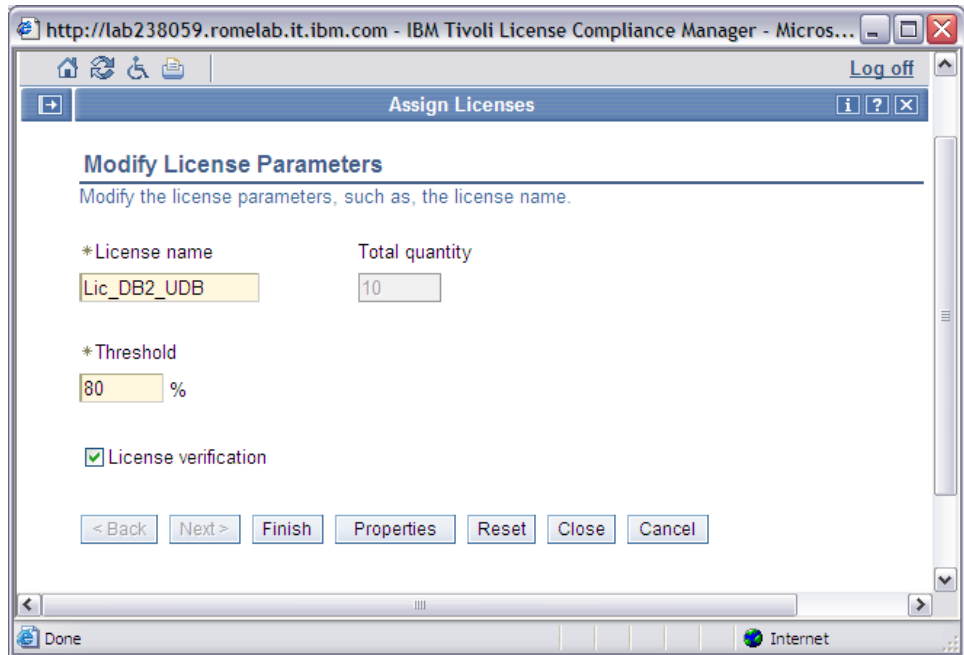 http://lab238059.romelab.it.ibm.com - IBM Tivoli License Compliance Manager - Micros...
Log off
Assign Licenses
i ? X
Modify License Parameters
Modify the license parameters, such as, the license name.
*License name Total quantity
Lic_DB2_UDB 10
*Threshold
80 %
License verification
< Back Next > Finish Properties Reset Close Cancel
Done Internet